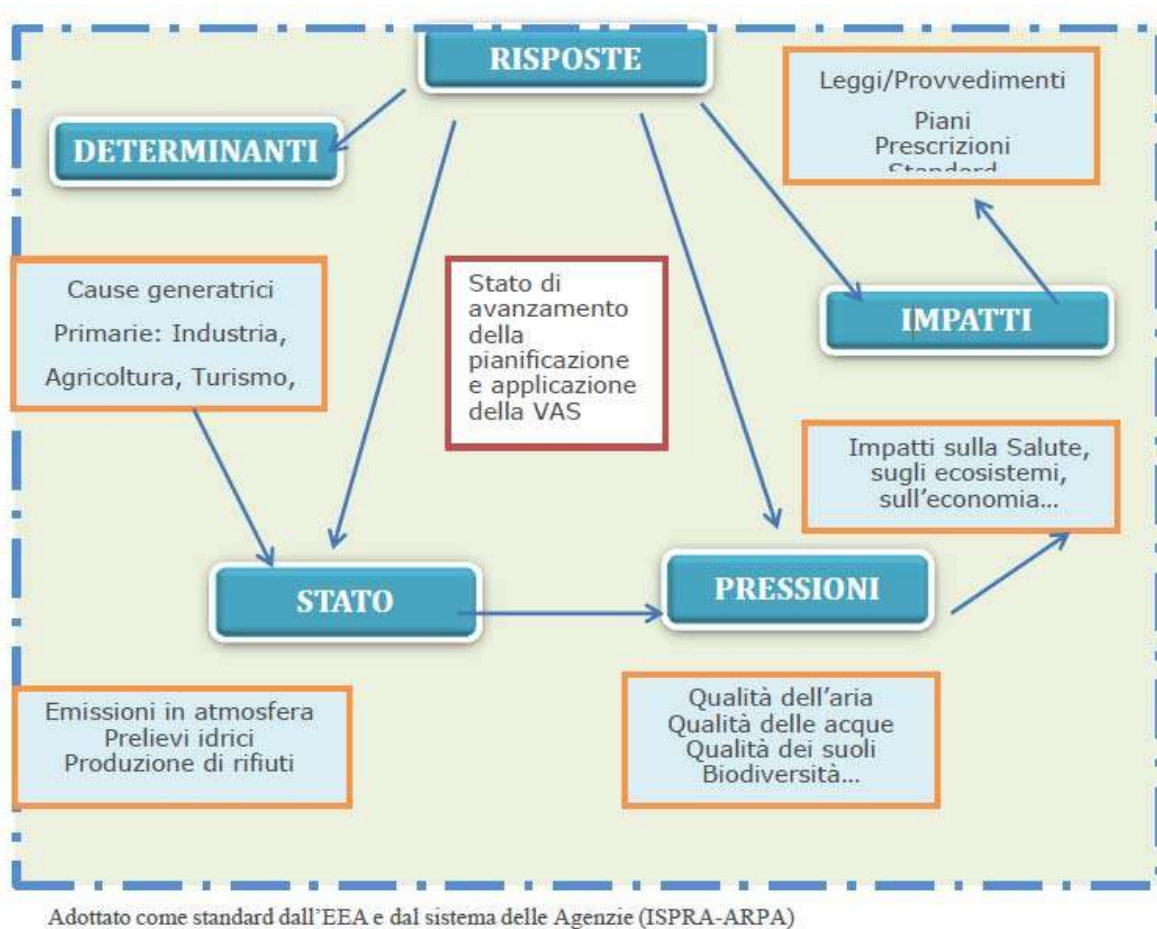 RISPOSTE
Leggi/Provvedimenti
Piani
Prescrizioni
Standard
DETERMINANTI
Cause generatrici
Primarie: Industria,
Agricoltura, Turismo,
Stato di
avanzamento
della
pianificazione
e applicazione
della VAS
IMPATTI
Impatti sulla Salute,
sugli ecosistemi,
sull'economia...
STATO
PRESSIONI
Emissioni in atmosfera
Prelievi idrici
Produzione di rifiuti
Qualità dell'aria
Qualità delle acque
Qualità dei suoli
Biodiversità...
Adottato come standard dall'EEA e dal sistema delle Agenzie (ISPRA-ARPA)